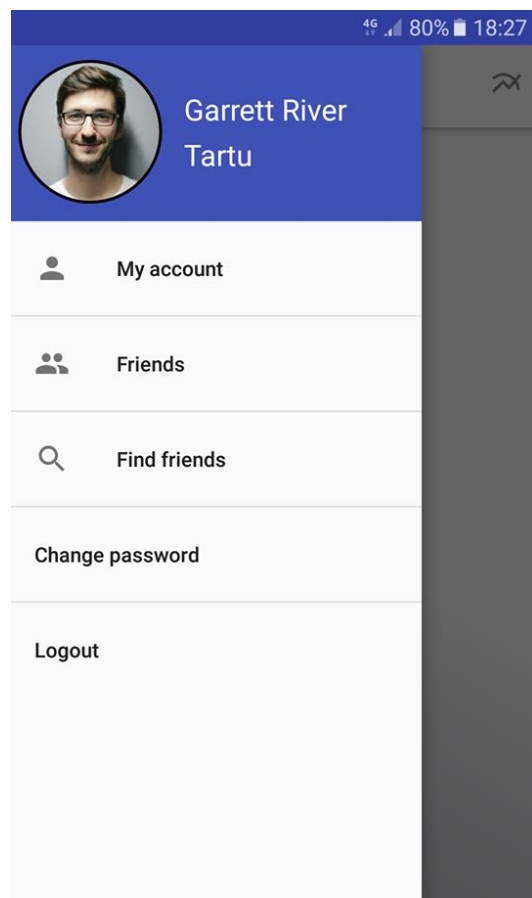 4G 80% 18:27
Garrett River
Tartu
My account
Friends
Find friends
Change password
Logout